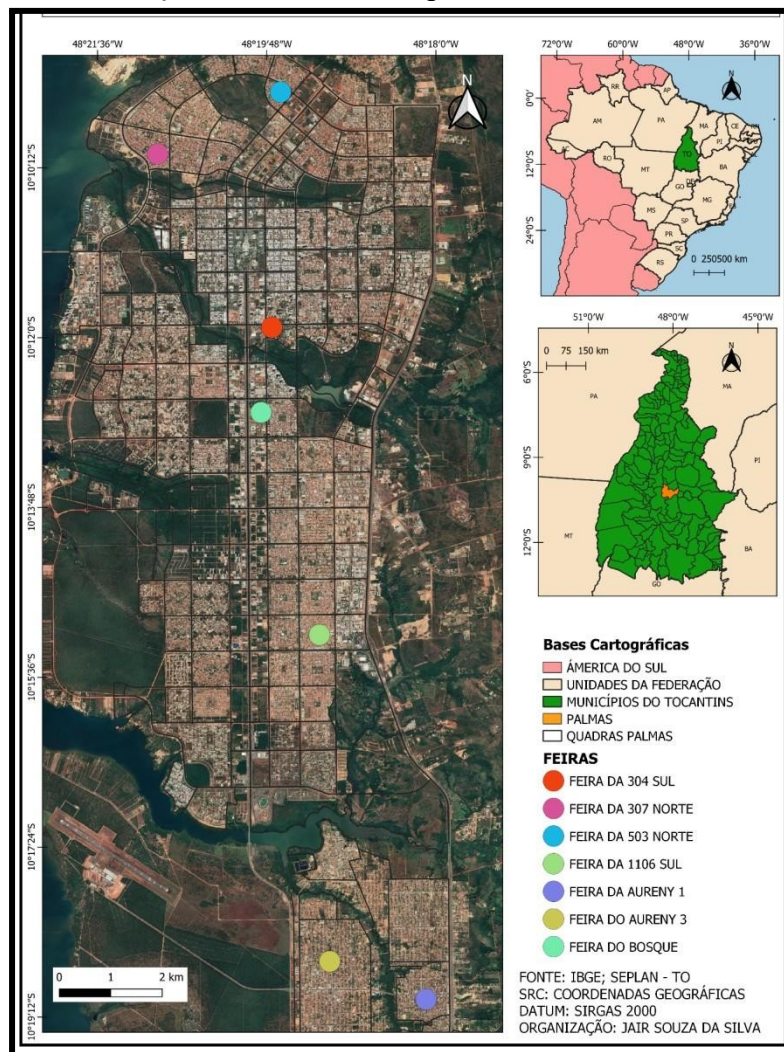 48°21'36"W 48°19'48"W 48°18'0"W
N
10°10'12"S
10°12'0"S
10°13'48"S
10°15'36"S
10°17'24"S
10°19'12"S
0 1 2 km
72°0'W 60°0'W 48°0'W 36°0'W
0°0'
12°0'S
24°0'S
N
RR AP
AM PA MA CE
PI
AC RO TO
MT BA
DF
GO
MG
MS
SP
PR
SC
RS
0 250500 km
51°0'W 48°0'W 45°0'W
0 75 150 km
N
6°0'S
9°0'S
12°0'S
PA MA
PI
MT BA
GO
Bases Cartográficas
ÁMERICA DO SUL
UNIDADES DA FEDERAÇÃO
MUNICÍPIOS DO TOCANTINS
PALMAS
QUADRAS PALMAS
FEIRAS
FEIRA DA 304 SUL
FEIRA DA 307 NORTE
FEIRA DA 503 NORTE
FEIRA DA 1106 SUL
FEIRA DA AURENY 1
FEIRA DO AURENY 3
FEIRA DO BOSQUE
FONTE: IBGE; SEPLAN - TO
SRC: COORDENADAS GEOGRÁFICAS
DATUM: SIRGAS 2000
ORGANIZAÇÃO: JAIR SOUZA DA SILVA